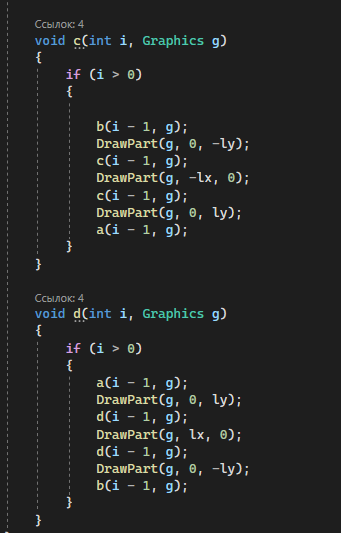 Ссылок: 4
void c(int i, Graphics g)
{
if (i > 0)
{
b(i - 1, g);
DrawPart(g, 0, -ly);
c(i - 1, g);
DrawPart(g, -lx, 0);
c(i - 1, g);
DrawPart(g, 0, ly);
a(i - 1, g);
}
}
Ссылок: 4
void d(int i, Graphics g)
{
if (i > 0)
{
a(i - 1, g);
DrawPart(g, 0, ly);
d(i - 1, g);
DrawPart(g, lx, 0);
d(i - 1, g);
DrawPart(g, 0, -ly);
b(i - 1, g);
}
}